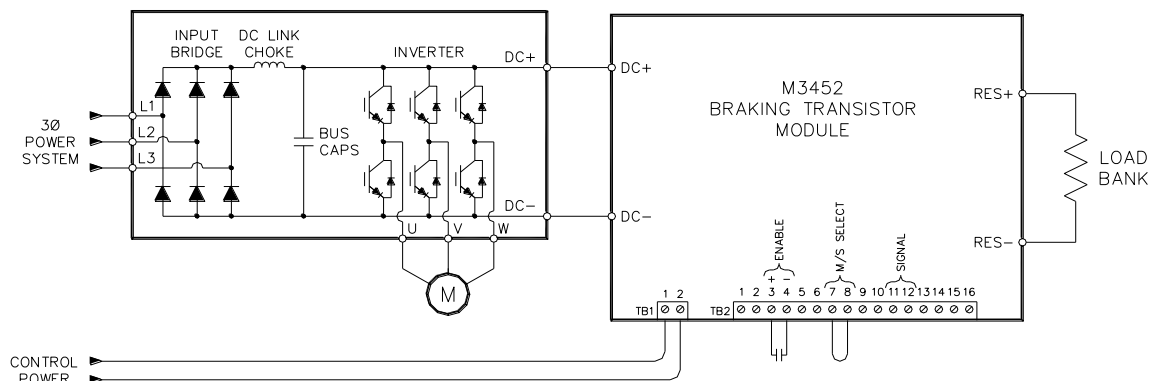 INPUT
BRIDGE
DC LINK
CHOKE
INVERTER
DC+
L1
L2
L3
3Ø
POWER
SYSTEM
BUS
CAPS
DC-
U V W
M
DC+
DC-
M3452
BRAKING TRANSISTOR
MODULE
RES+
RES-
LOAD
BANK
ENABLE
+ -
M/S SELECT
SIGNAL
TB1
1 2
TB2
1 2 3 4 5 6 7 8 9 10 11 12 13 14 15 16
CONTROL
POWER